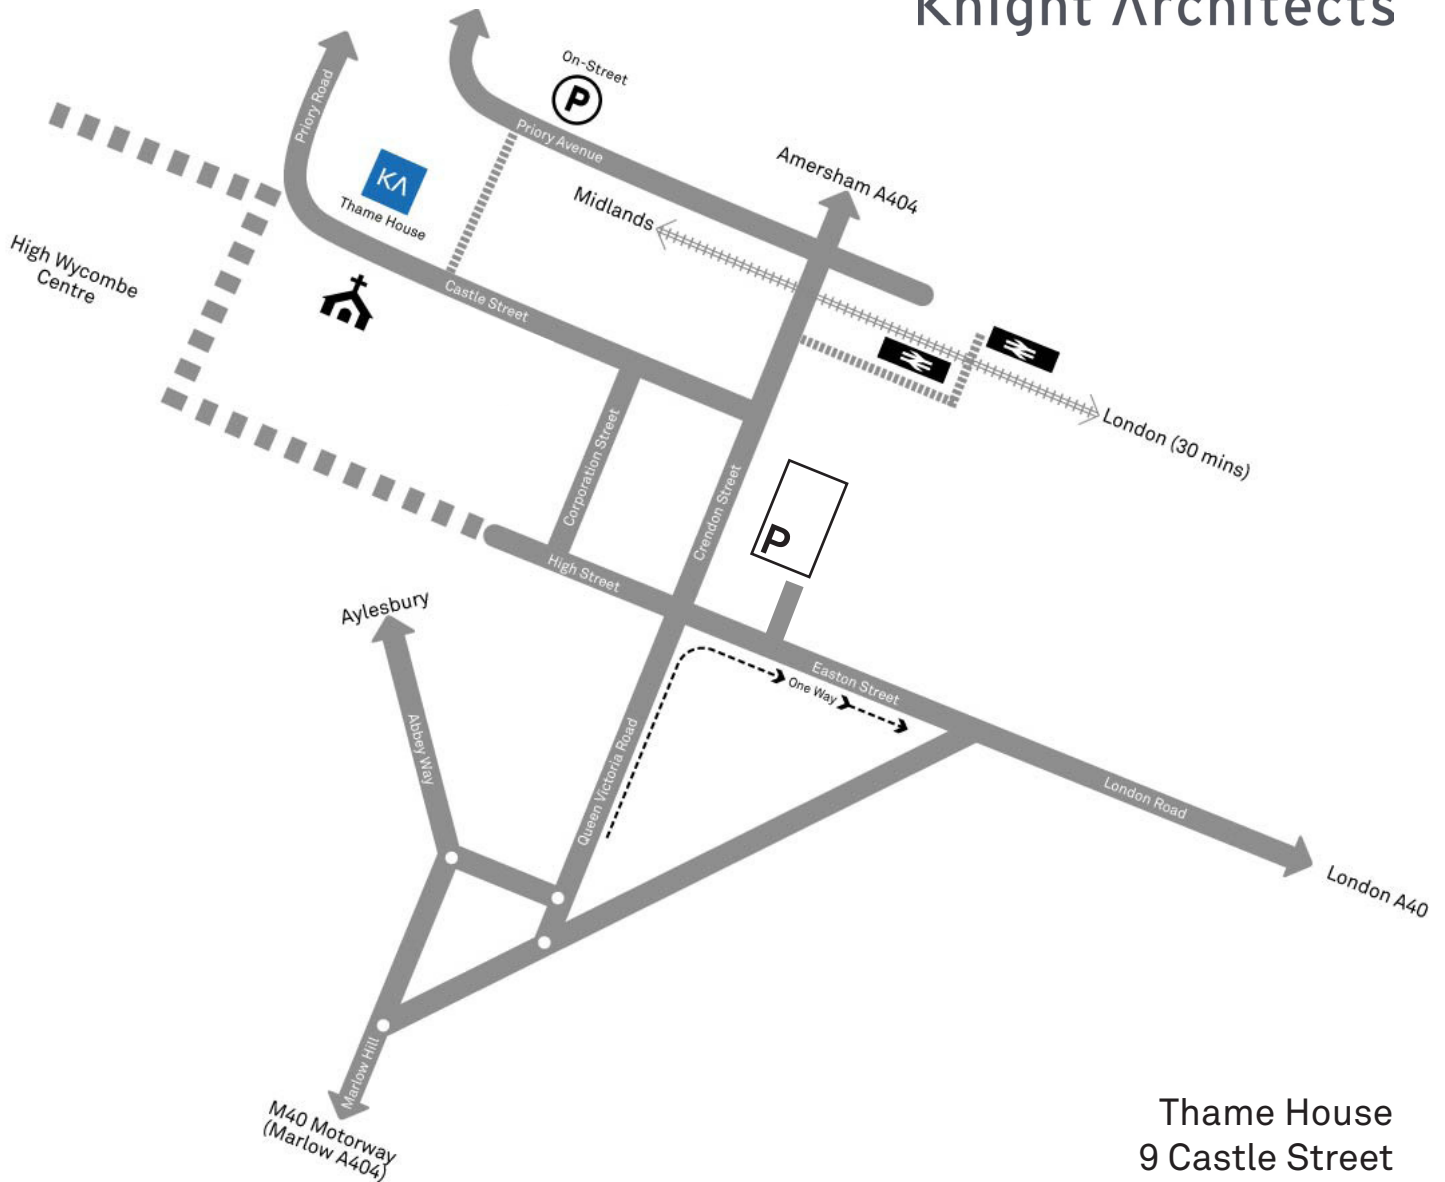 Knight Architects
On-Street
P
Priory Road
Priory Avenue
Amersham A404
KA
Thame House
Midlands
High Wycombe
Centre
Castle Street
London (30 mins)
Corporation Street
Crendon Street
P
High Street
Aylesbury
Easton Street
One Way
Abbey Way
Queen Victoria Road
London Road
London A40
Marlow Hill
M40 Motorway
(Marlow A404)
Thame House
9 Castle Street